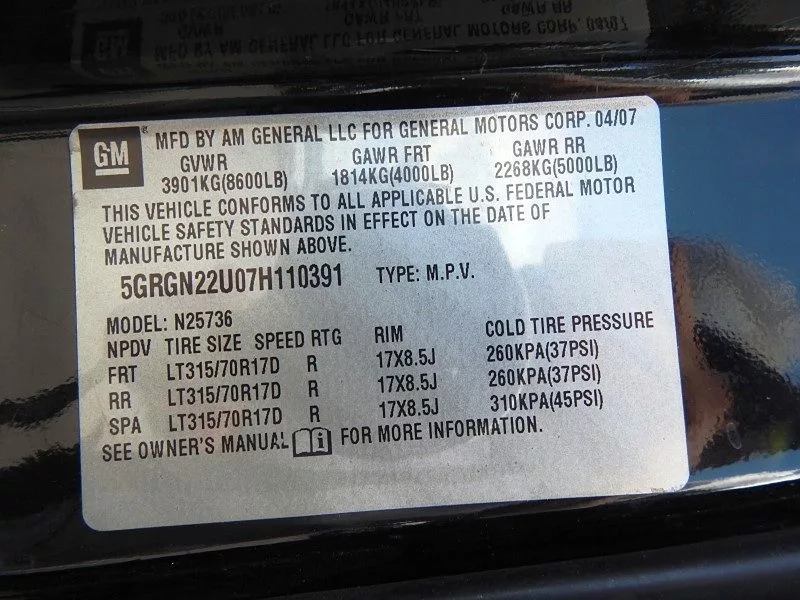 GM® MFD BY AM GENERAL LLC FOR GENERAL MOTORS CORP. 04/07
GVWR GAWR FRT GAWR RR
3901KG(8600LB) 1814KG(4000LB) 2268KG(5000LB)
THIS VEHICLE CONFORMS TO ALL APPLICABLE U.S. FEDERAL MOTOR
VEHICLE SAFETY STANDARDS IN EFFECT ON THE DATE OF
MANUFACTURE SHOWN ABOVE.
5GRGN22U07H110391 TYPE: M.P.V.
MODEL: N25736
NPDV TIRE SIZE SPEED RTG RIM COLD TIRE PRESSURE
FRT LT315/70R17D R 17X8.5J 260KPA(37PSI)
RR LT315/70R17D R 17X8.5J 260KPA(37PSI)
SPA LT315/70R17D R 17X8.5J 310KPA(45PSI)
SEE OWNER'S MANUAL FOR MORE INFORMATION.